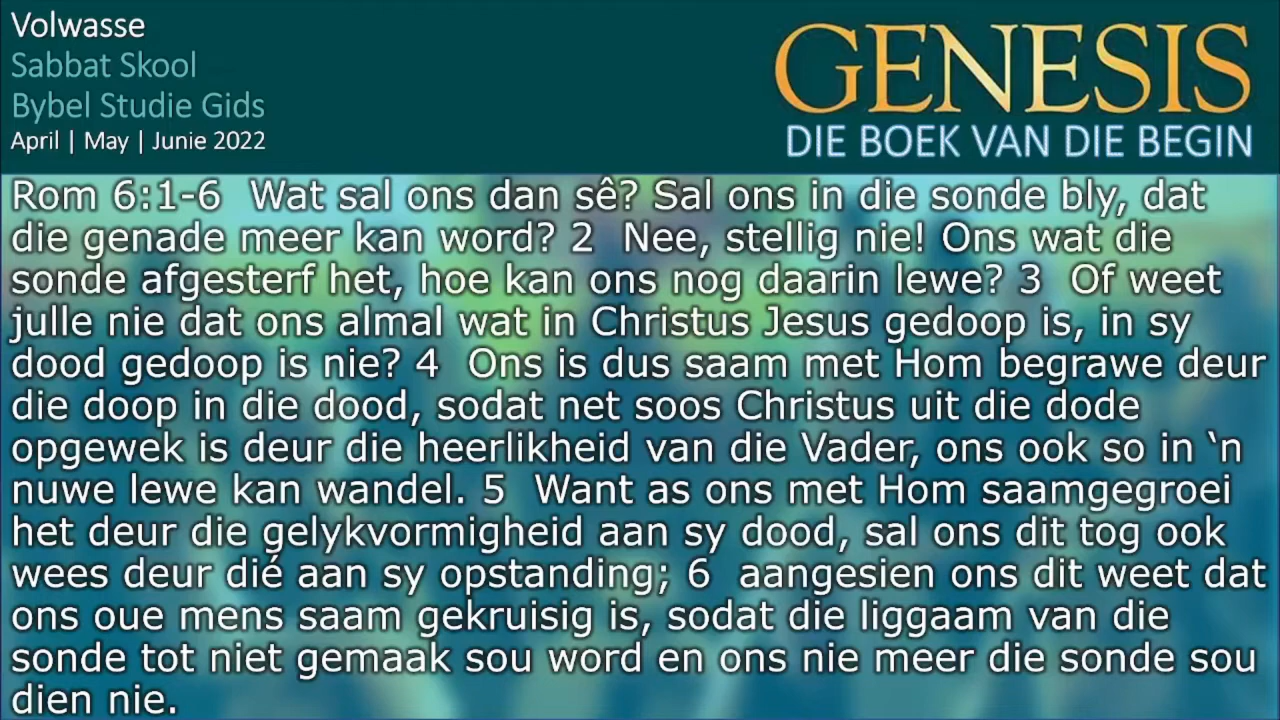 Volwasse
Sabbat Skool
Bybel Studie Gids
April | May | Junie 2022
GENESIS
DIE BOEK VAN DIE BEGIN
Rom 6:1-6 Wat sal ons dan sê? Sal ons in die sonde bly, dat
die genade meer kan word? 2 Nee, stellig nie! Ons wat die
sonde afgesterf het, hoe kan ons nog daarin lewe? 3 Of weet
julle nie dat ons almal wat in Christus Jesus gedoop is, in sy
dood gedoop is nie? 4 Ons is dus saam met Hom begrawe deur
die doop in die dood, sodat net soos Christus uit die dode
opgewek is deur die heerlikheid van die Vader, ons ook so in ‘n
nuwe lewe kan wandel. 5 Want as ons met Hom saamgegroei
het deur die gelykvormigheid aan sy dood, sal ons dit tog ook
wees deur dié aan sy opstanding; 6 aangesien ons dit weet dat
ons oue mens saam gekruisig is, sodat die liggaam van die
sonde tot niet gemaak sou word en ons nie meer die sonde sou
dien nie.